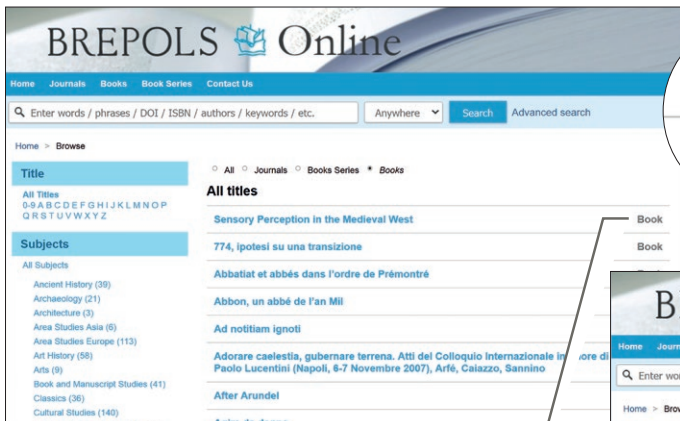 BREPOLS Online
Home Journals Books Book Series Contact Us
Enter words / phrases / DOI / ISBN / authors / keywords / etc. Anywhere Search Advanced search
Home > Browse
Title
All Titles
0-9 A B C D E F G H I J K L M N O P
Q R S T U V W X Y Z
Subjects
All Subjects
Ancient History (39)
Archaeology (21)
Architecture (3)
Area Studies Asia (6)
Area Studies Europe (113)
Art History (58)
Arts (9)
Book and Manuscript Studies (41)
Classics (36)
Cultural Studies (140)
All Journals Books Series Books
All titles
Sensory Perception in the Medieval West Book
774, ipotesi su una transizione Book
Abbatiat et abbés dans l'ordre de Prémontré
Abbon, un abbé de l'an Mil
Ad notitiam ignoti
Adorare caelestia, gubernare terrena. Atti del Colloquio Internazionale in ore di
Paolo Lucentini (Napoli, 6-7 Novembre 2007), Arfé, Caiazzo, Sannino
After Arundel
B
Home Journ
Enter wor
Home > Brow